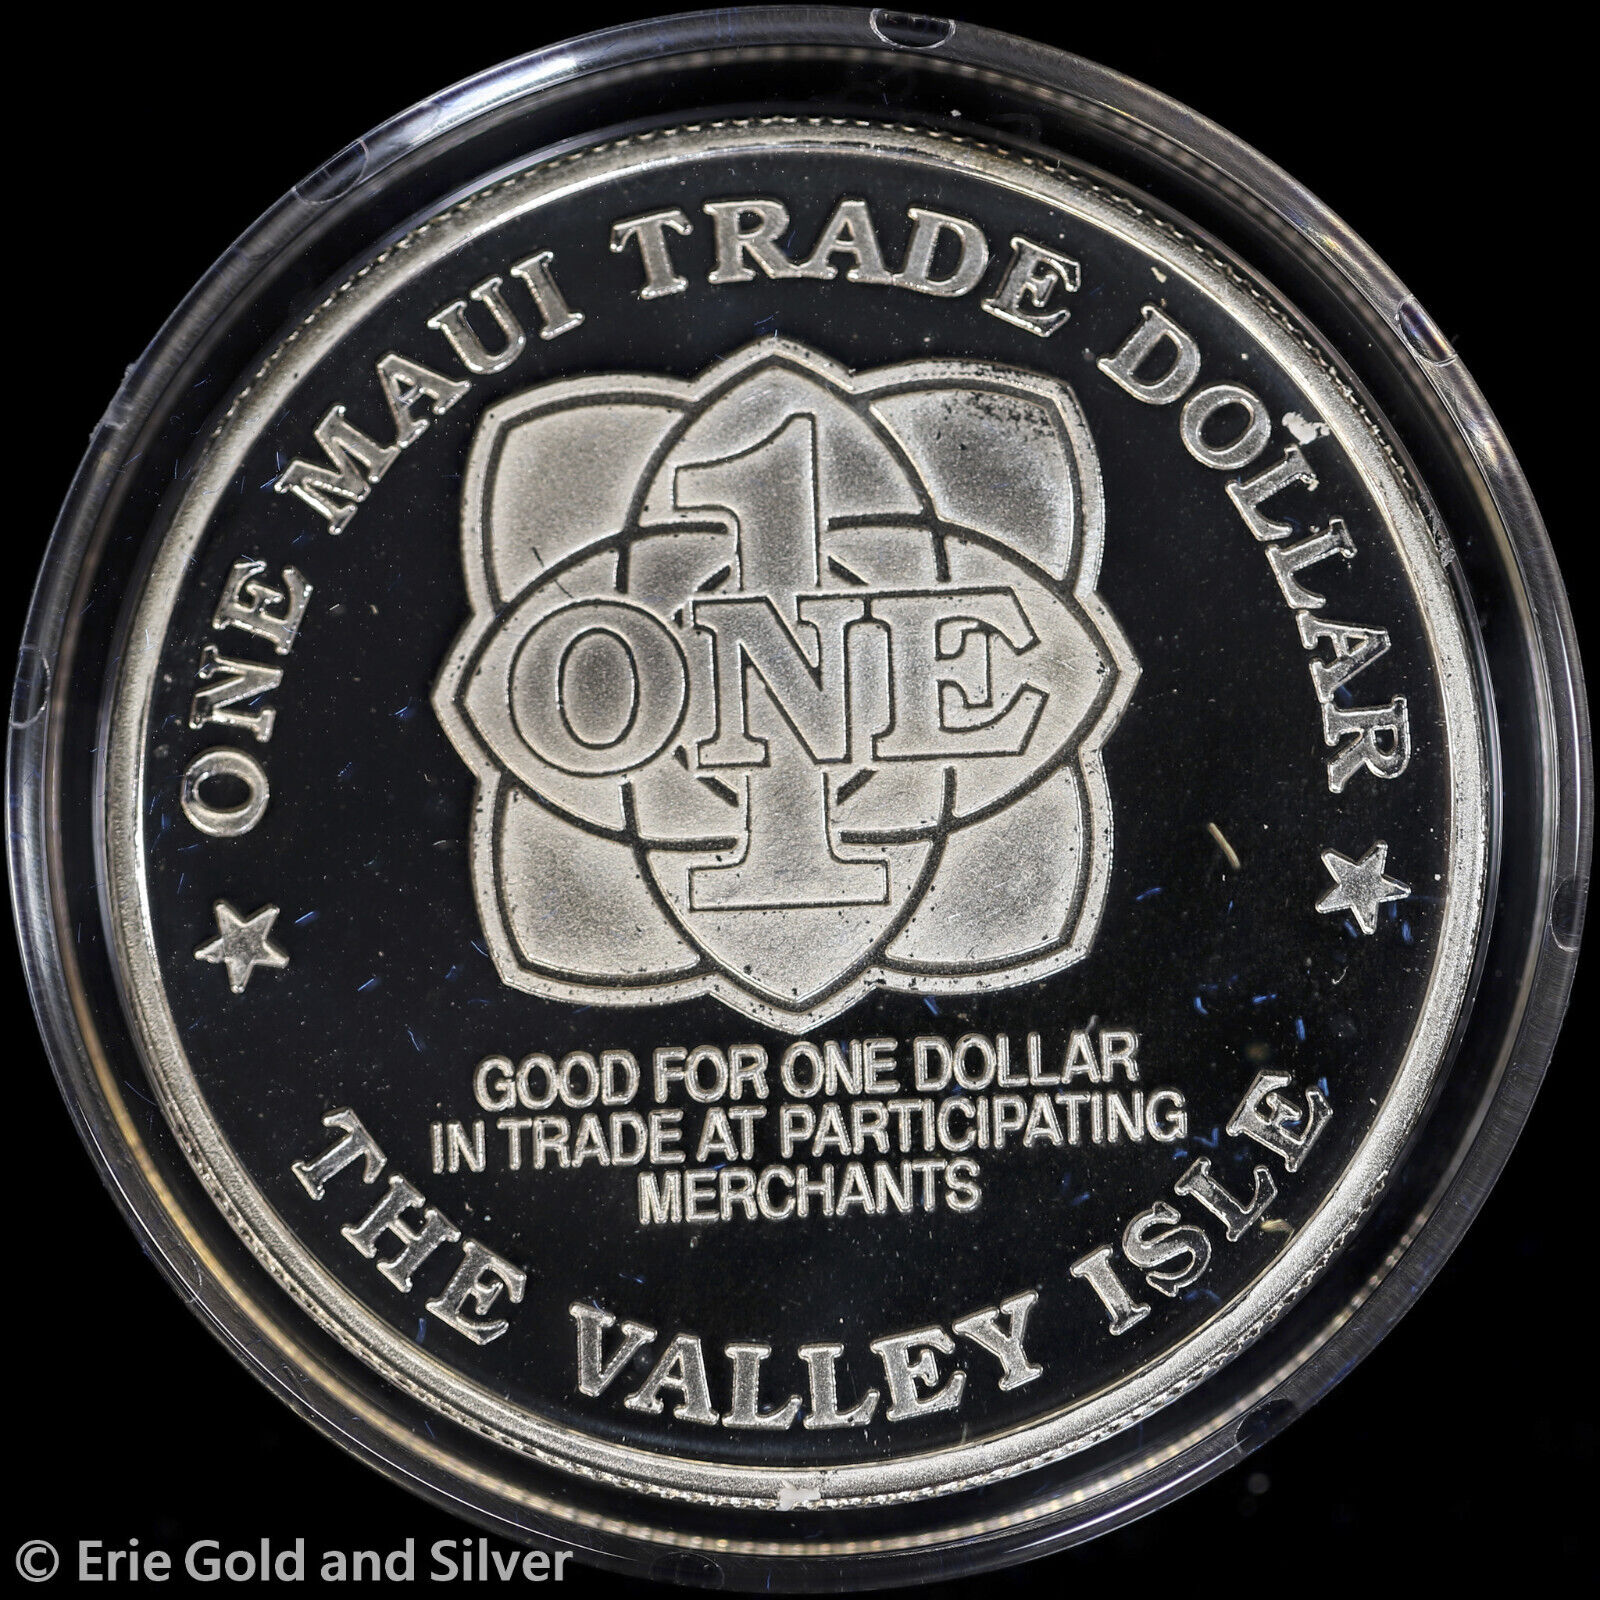 ONE MAUI TRADE DOLLAR
1
ONE
GOOD FOR ONE DOLLAR
IN TRADE AT PARTICIPATING
MERCHANTS
THE VALLEY ISLE
© Erie Gold and Silver